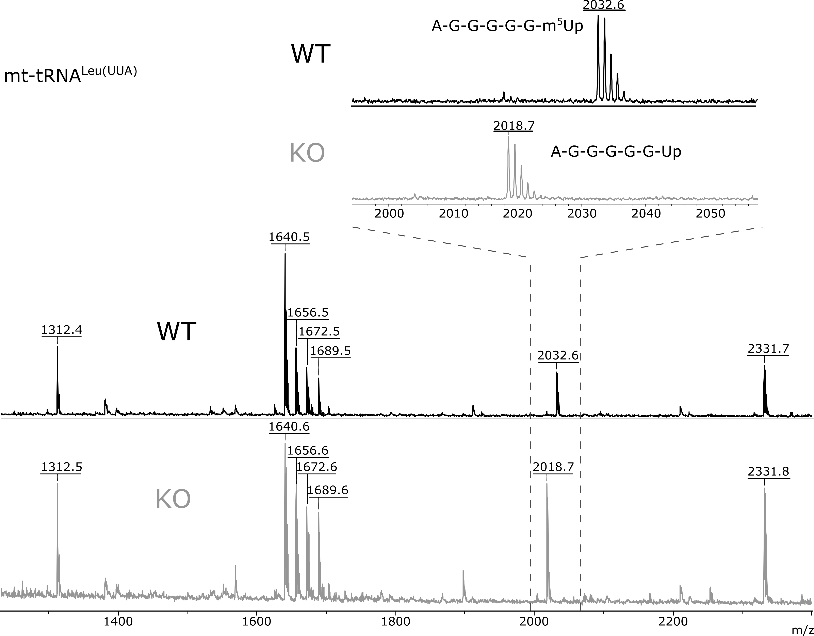 2032.6
A-G-G-G-G-G-m⁵Up
WT
mt-tRNA^Leu(UUA)
2018.7
KO
A-G-G-G-G-G-Up
2000 2010 2020 2030 2040 2050
1640.5
1656.5
1312.4
WT
1672.5
1689.5
2032.6
2331.7
1640.6
1656.6
1312.5
1672.6
2018.7
2331.8
KO
1689.6
1400 1600 1800 2000 2200 m/z